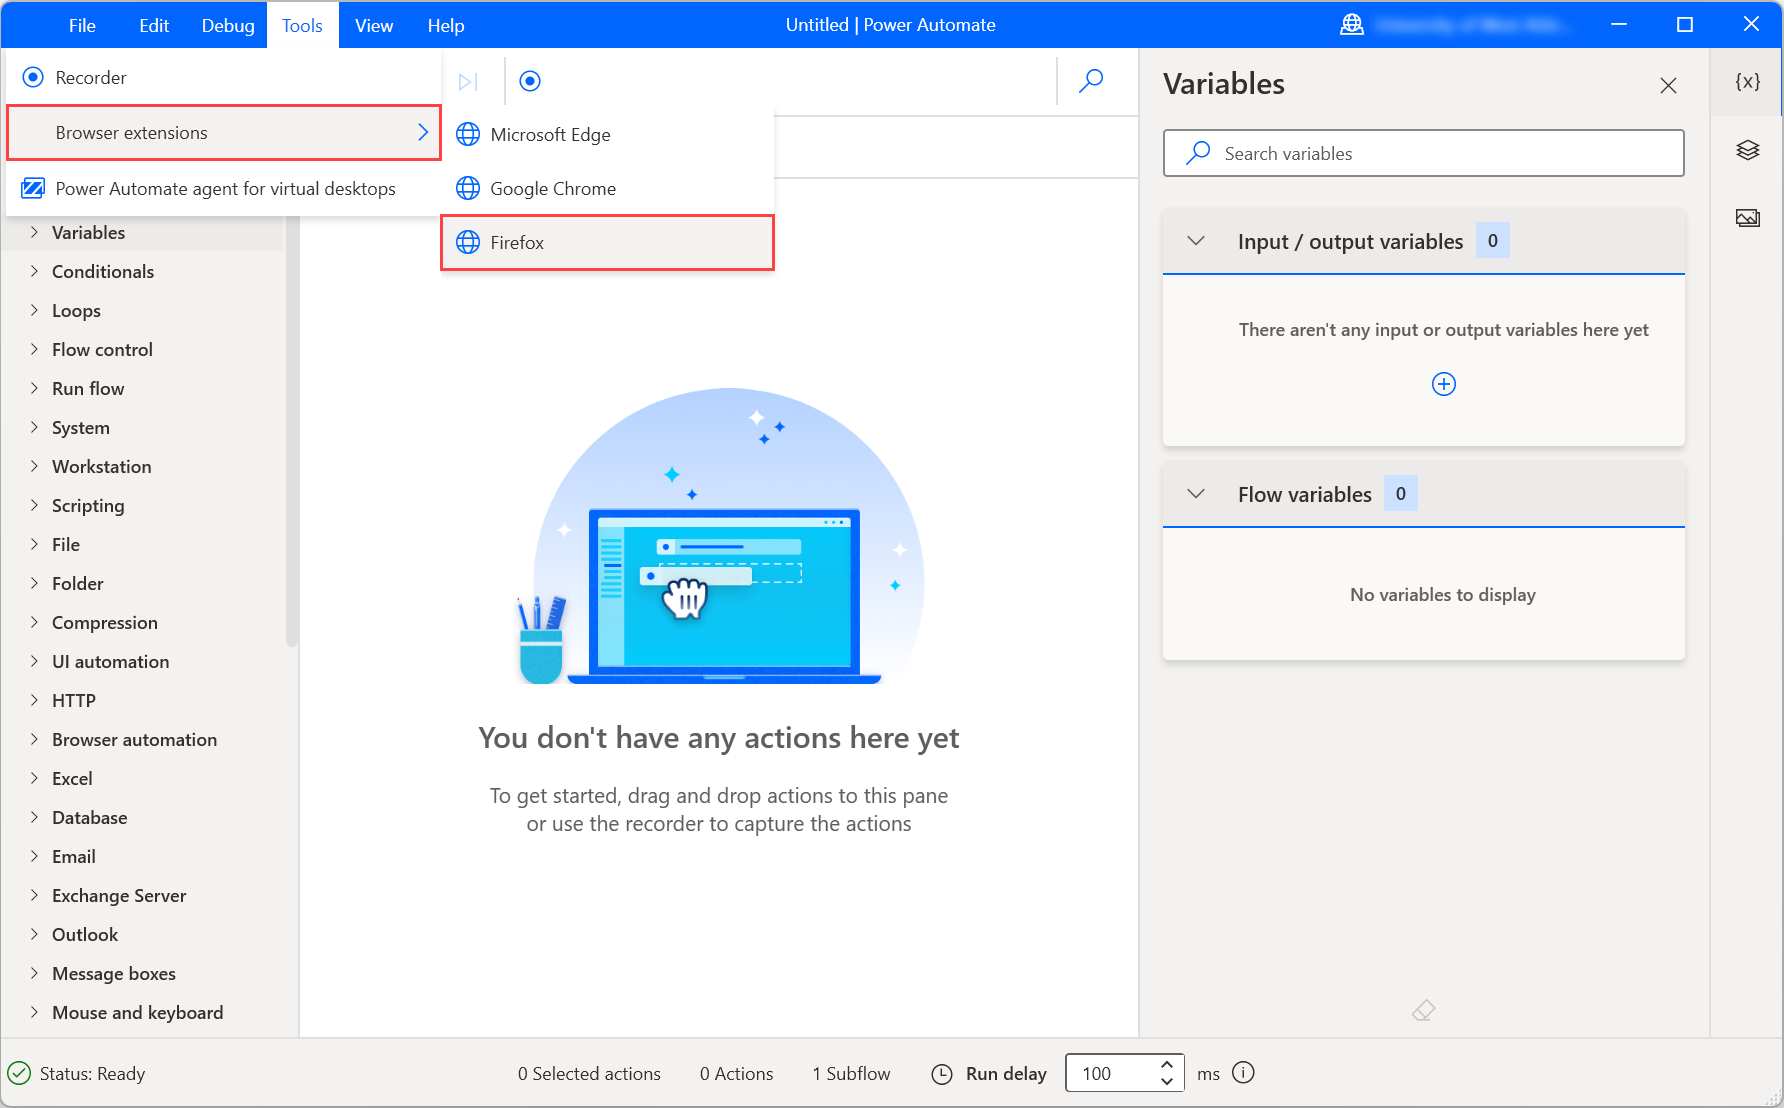 File Edit Debug Tools View Help
Untitled | Power Automate
Recorder
Browser extensions
Power Automate agent for virtual desktops
Microsoft Edge
Google Chrome
Firefox
Variables
Conditionals
Loops
Flow control
Run flow
System
Workstation
Scripting
File
Folder
Compression
UI automation
HTTP
Browser automation
Excel
Database
Email
Exchange Server
Outlook
Message boxes
Mouse and keyboard
You don't have any actions here yet
To get started, drag and drop actions to this pane
or use the recorder to capture the actions
Variables
{x}
Search variables
Input / output variables 0
There aren't any input or output variables here yet
Flow variables 0
No variables to display
Status: Ready
0 Selected actions
0 Actions
1 Subflow
Run delay
100
ms